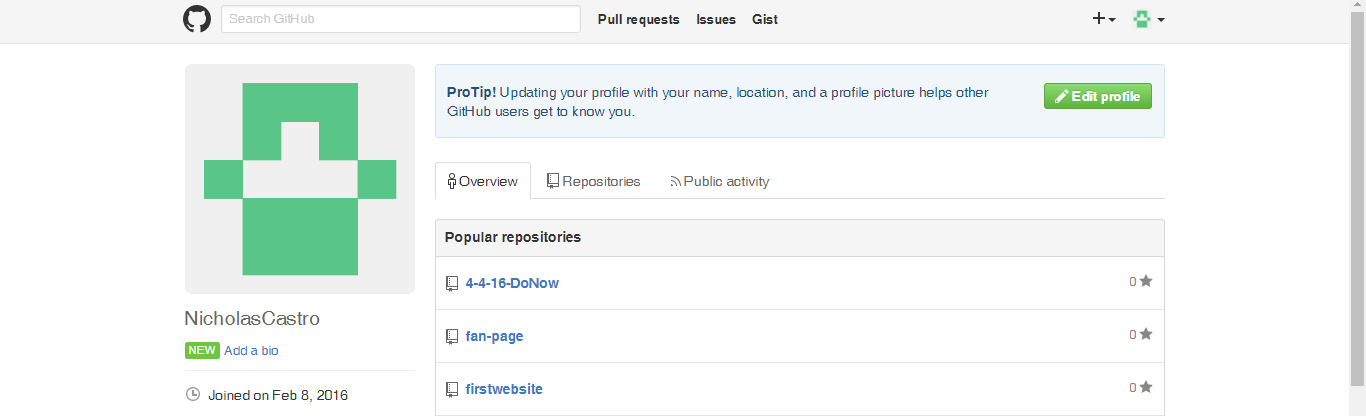 Search GitHub
Pull requests
Issues
Gist
ProTip! Updating your profile with your name, location, and a profile picture helps other
GitHub users get to know you.
Edit profile
Overview
Repositories
Public activity
Popular repositories
4-4-16-DoNow
0
fan-page
0
firstwebsite
0
NicholasCastro
NEW Add a bio
Joined on Feb 8, 2016